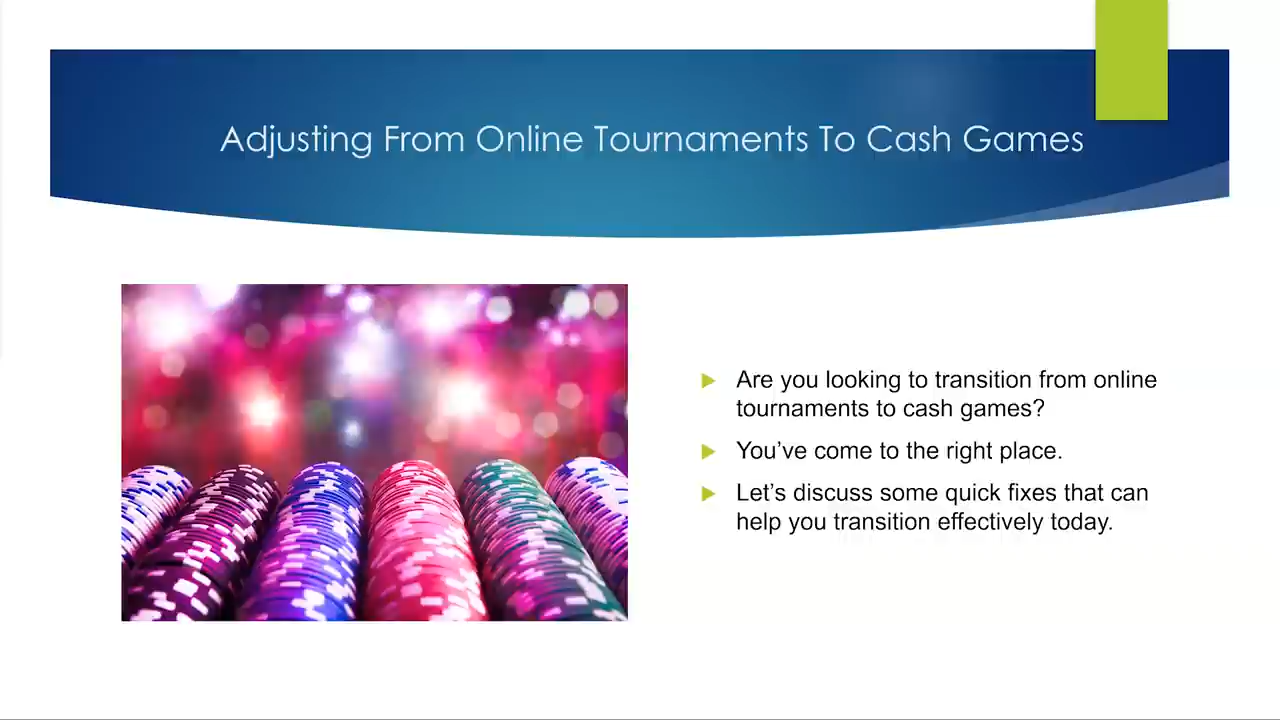 Adjusting From Online Tournaments To Cash Games
Are you looking to transition from online
tournaments to cash games?
You’ve come to the right place.
Let’s discuss some quick fixes that can
help you transition effectively today.